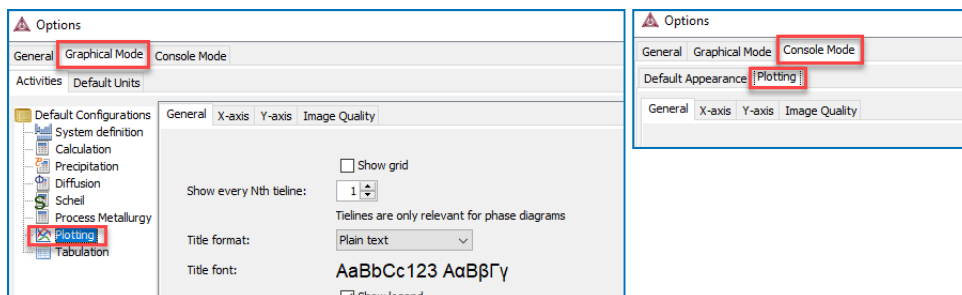 Options
General Graphical Mode Console Mode
Activities Default Units
Default Configurations
System definition
Calculation
Precipitation
Diffusion
Scheil
Process Metallurgy
Plotting
Tabulation
General X-axis Y-axis Image Quality
Show grid
Show every Nth tieline: 1
Tielines are only relevant for phase diagrams
Title format: Plain text
Title font: AaBbCc123 ΑαΒβΓγ
Show legend
Options
General Graphical Mode Console Mode
Default Appearance Plotting
General X-axis Y-axis Image Quality